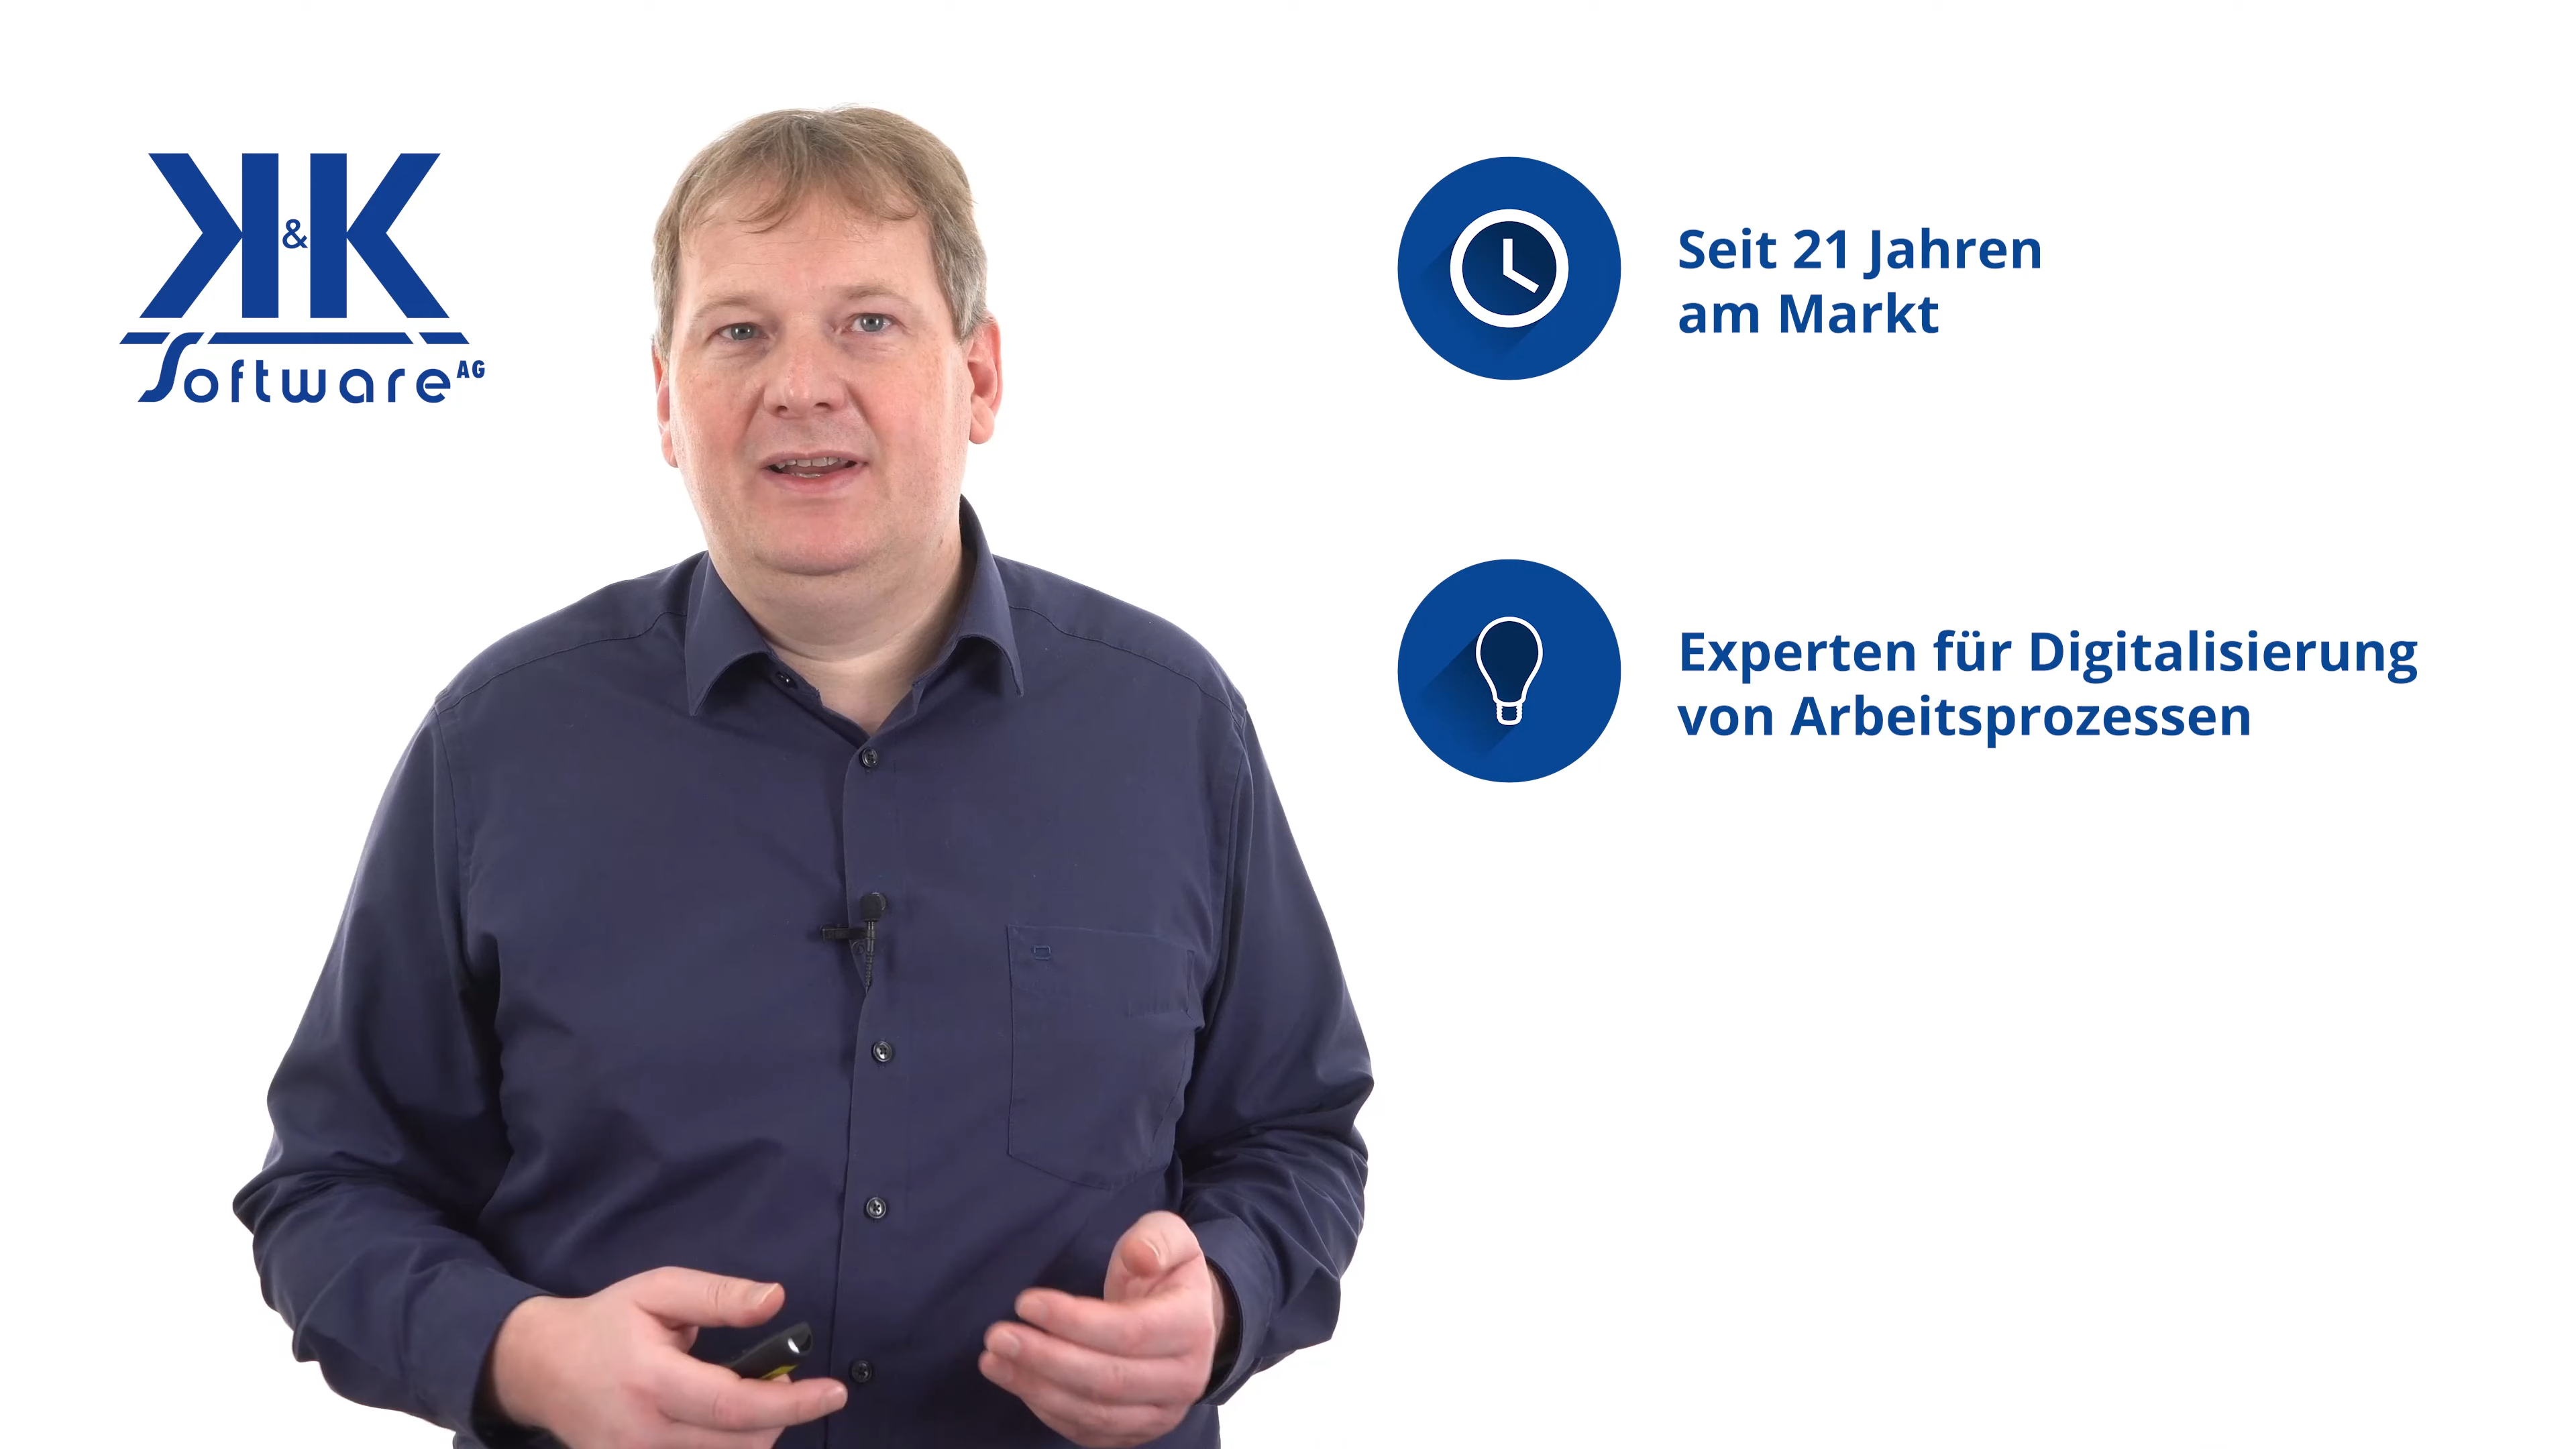 K&K
Software AG
Seit 21 Jahren
am Markt
Experten für Digitalisierung
von Arbeitsprozessen